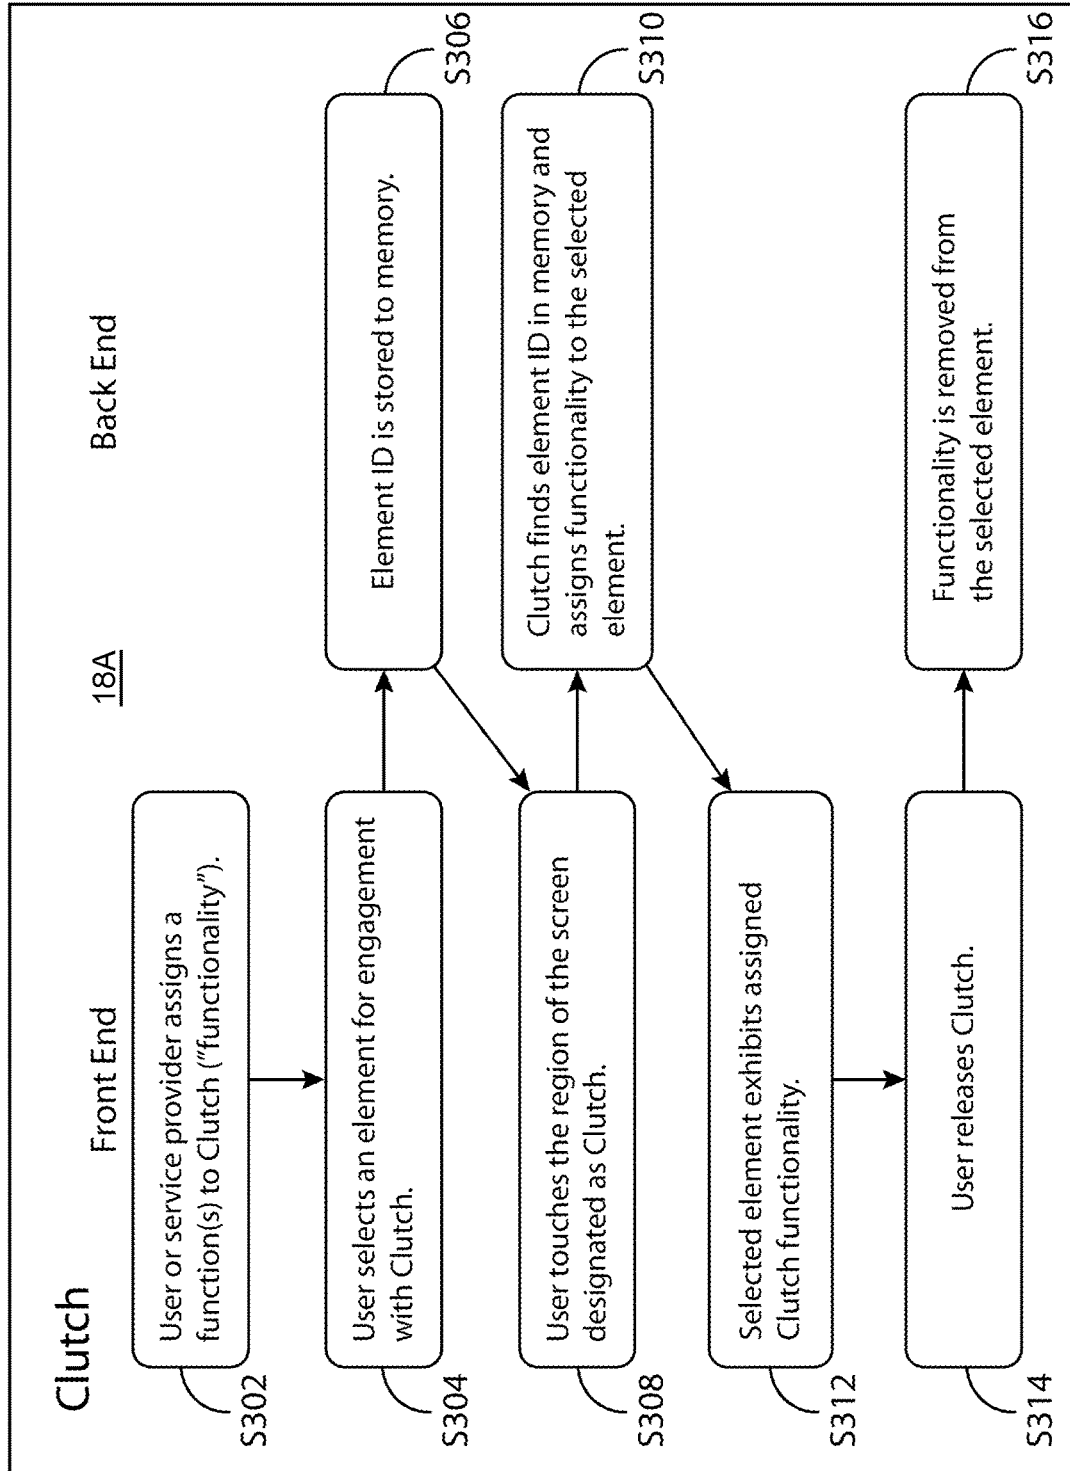 Clutch
18A
Front End
Back End
User or service provider assigns a
function(s) to Clutch ("functionality").
S302
User selects an element for engagement
with Clutch.
S304
Element ID is stored to memory.
S306
User touches the region of the screen
designated as Clutch.
S308
Clutch finds element ID in memory and
assigns functionality to the selected
element.
S310
Selected element exhibits assigned
Clutch functionality.
S312
User releases Clutch.
S314
Functionality is removed from
the selected element.
S316